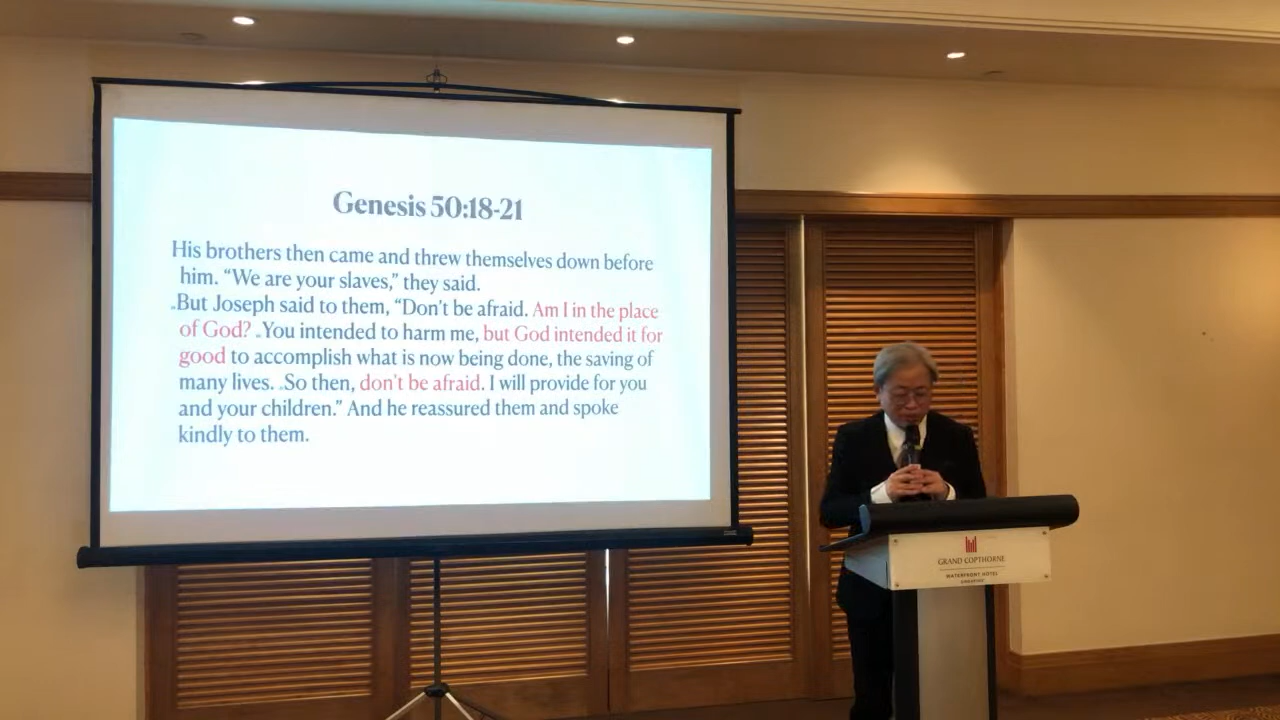 Genesis 50:18-21
His brothers then came and threw themselves down before
him. “We are your slaves,” they said.
But Joseph said to them, “Don’t be afraid. Am I in the place
of God? You intended to harm me, but God intended it for
good to accomplish what is now being done, the saving of
many lives. So then, don’t be afraid. I will provide for you
and your children.” And he reassured them and spoke
kindly to them.
GRAND COPTHORNE
WATERFRONT HOTEL